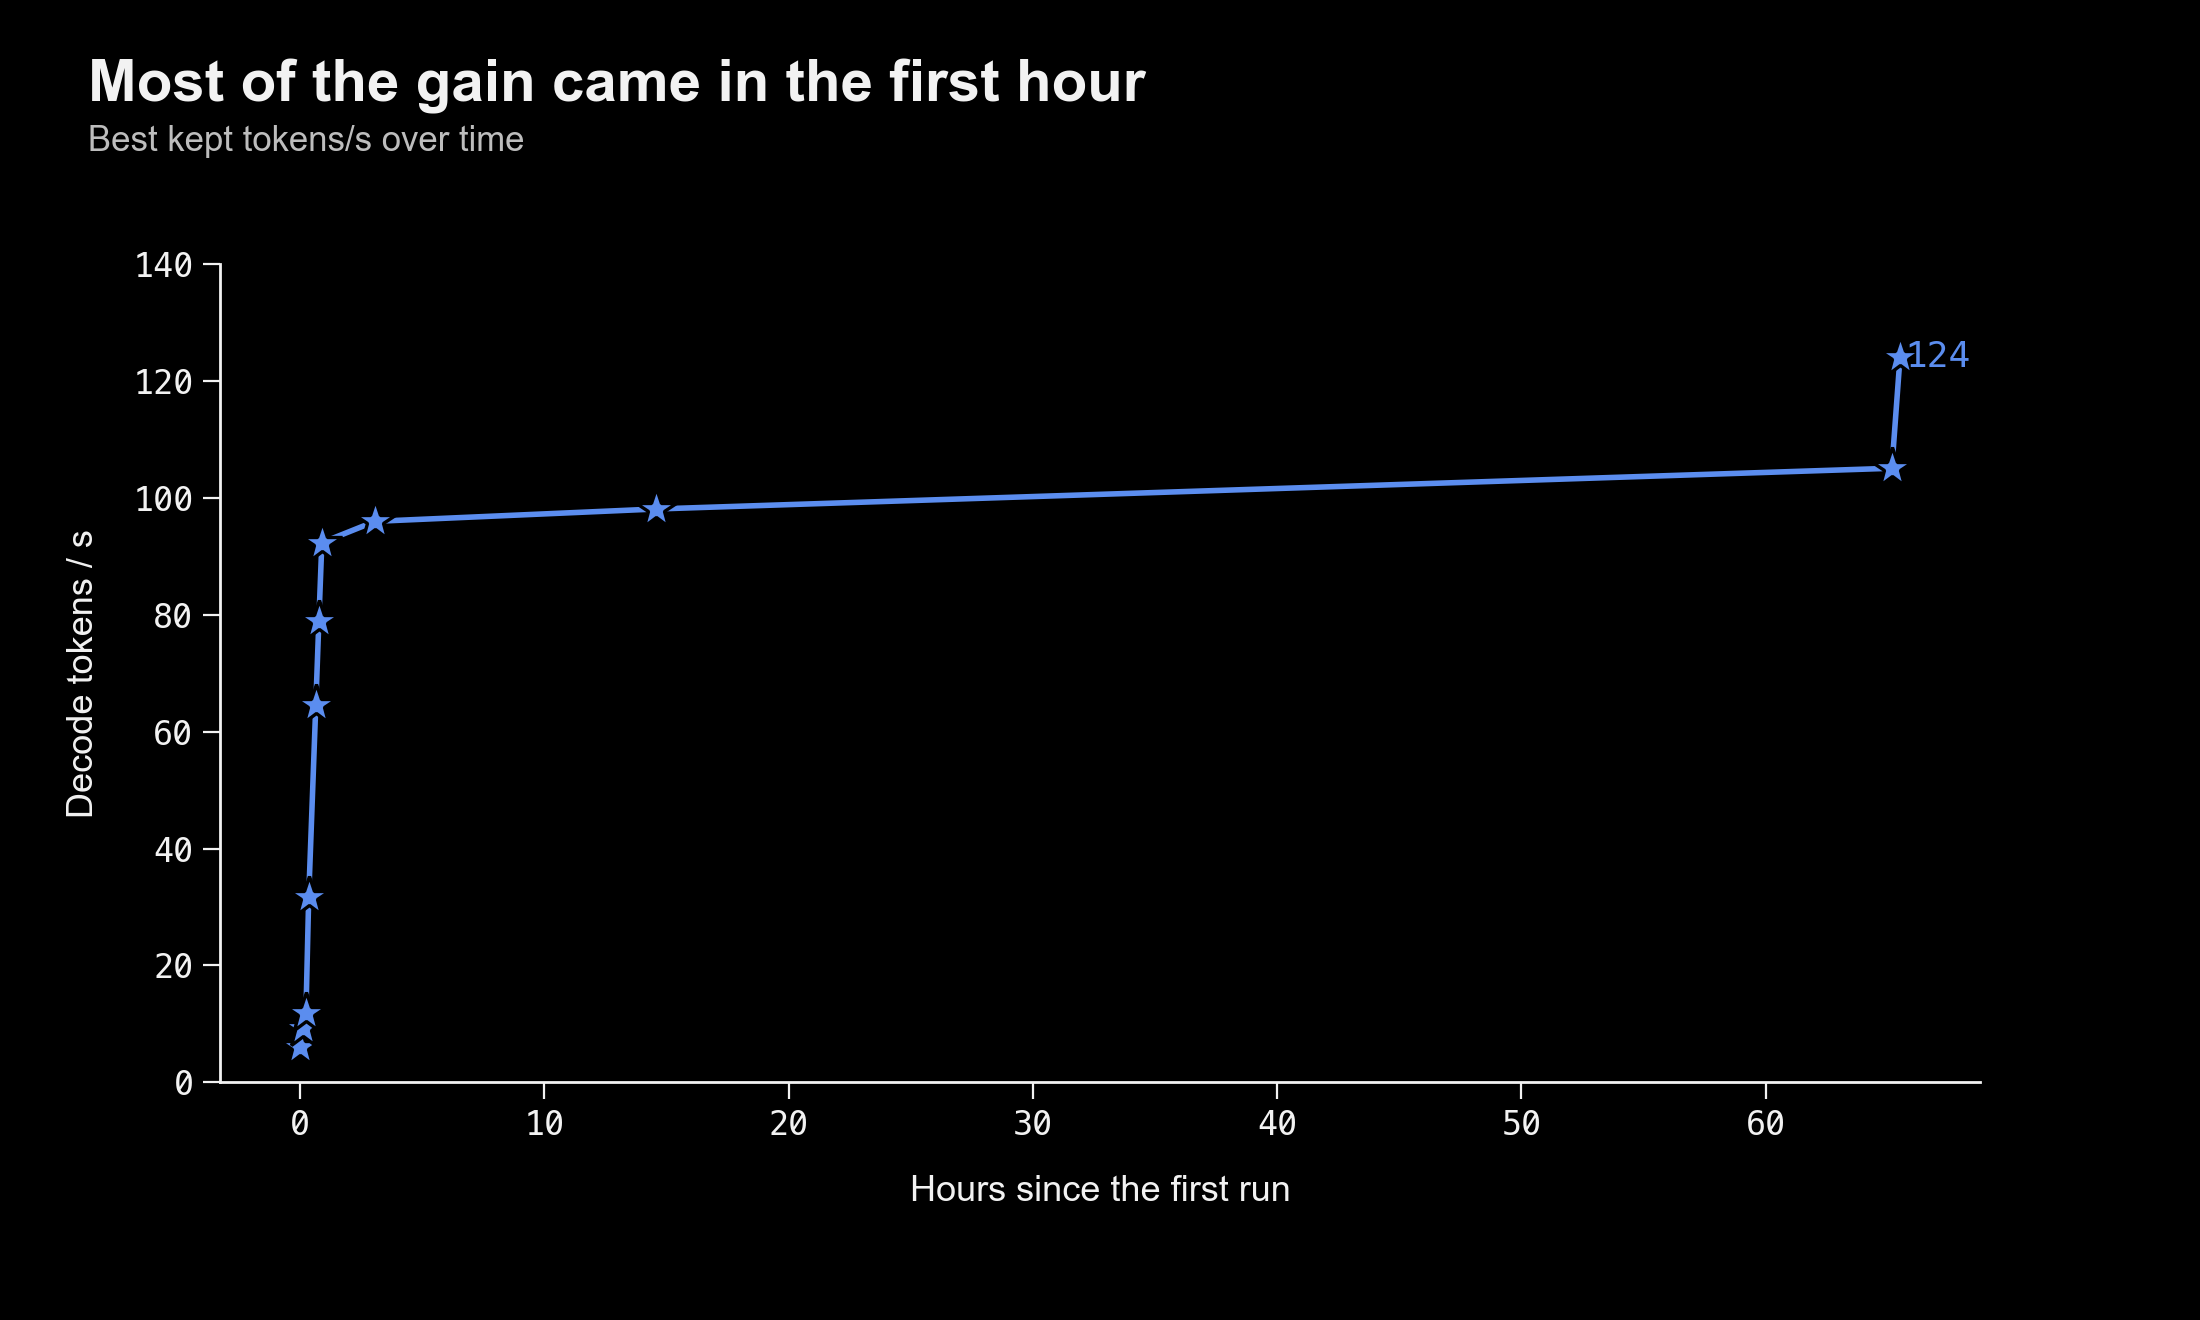 Most of the gain came in the first hour
Best kept tokens/s over time
140
120
100
80
60
40
20
0
Decode tokens / s
124
0 10 20 30 40 50 60
Hours since the first run